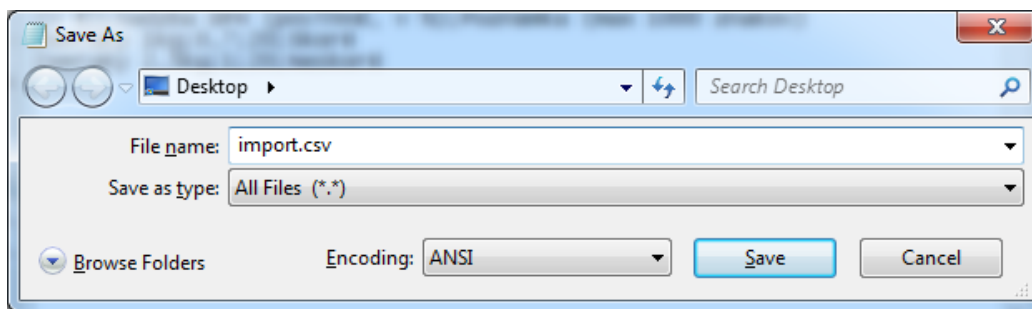 Save As
Desktop
Search Desktop
File name: import.csv
Save as type: All Files (*.*)
Browse Folders
Encoding: ANSI
Save
Cancel